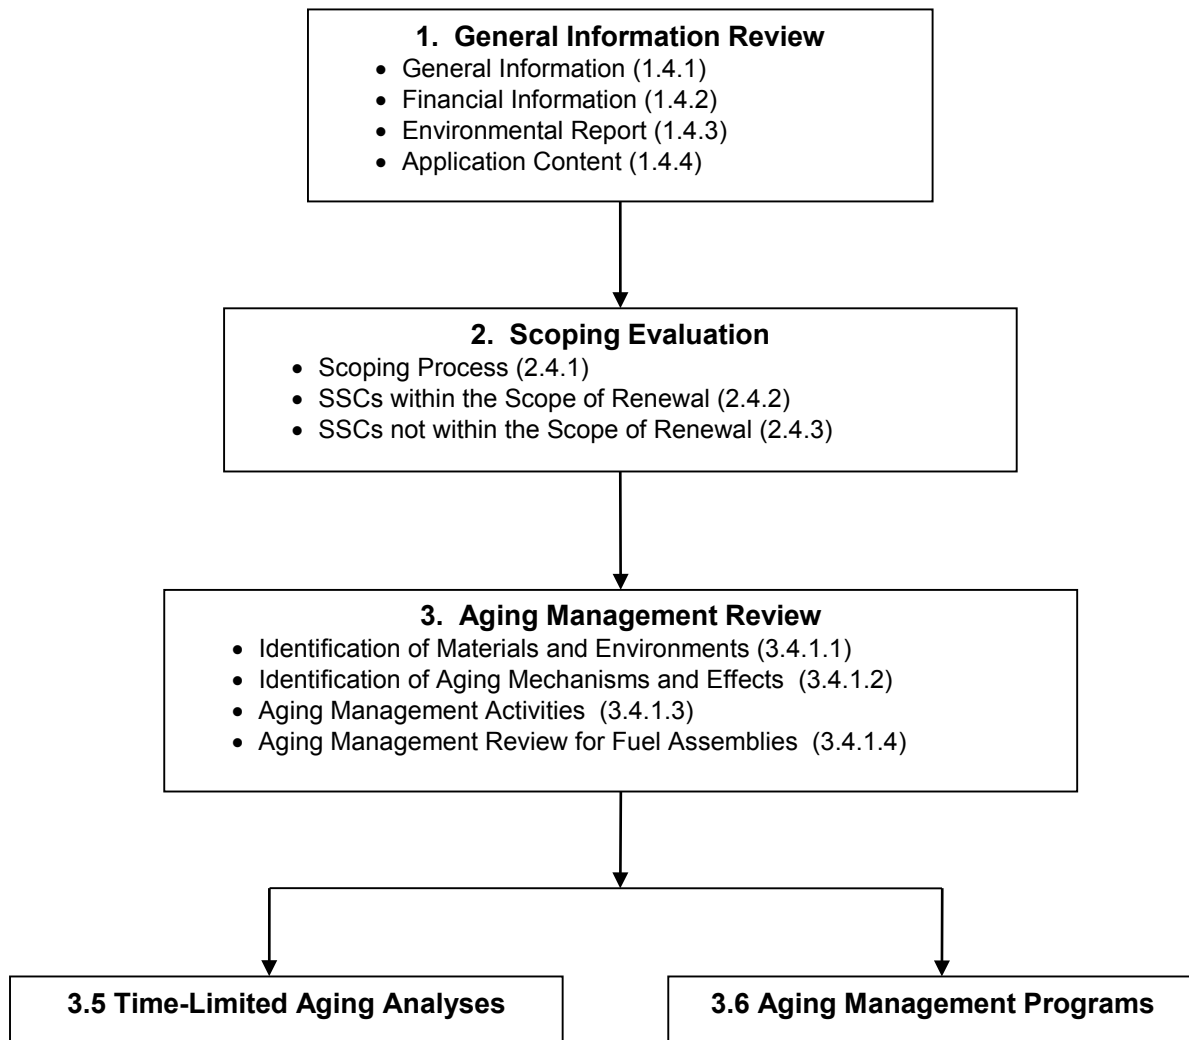 1. General Information Review
• General Information (1.4.1)
• Financial Information (1.4.2)
• Environmental Report (1.4.3)
• Application Content (1.4.4)
2. Scoping Evaluation
• Scoping Process (2.4.1)
• SSCs within the Scope of Renewal (2.4.2)
• SSCs not within the Scope of Renewal (2.4.3)
3. Aging Management Review
• Identification of Materials and Environments (3.4.1.1)
• Identification of Aging Mechanisms and Effects (3.4.1.2)
• Aging Management Activities (3.4.1.3)
• Aging Management Review for Fuel Assemblies (3.4.1.4)
3.5 Time-Limited Aging Analyses
3.6 Aging Management Programs